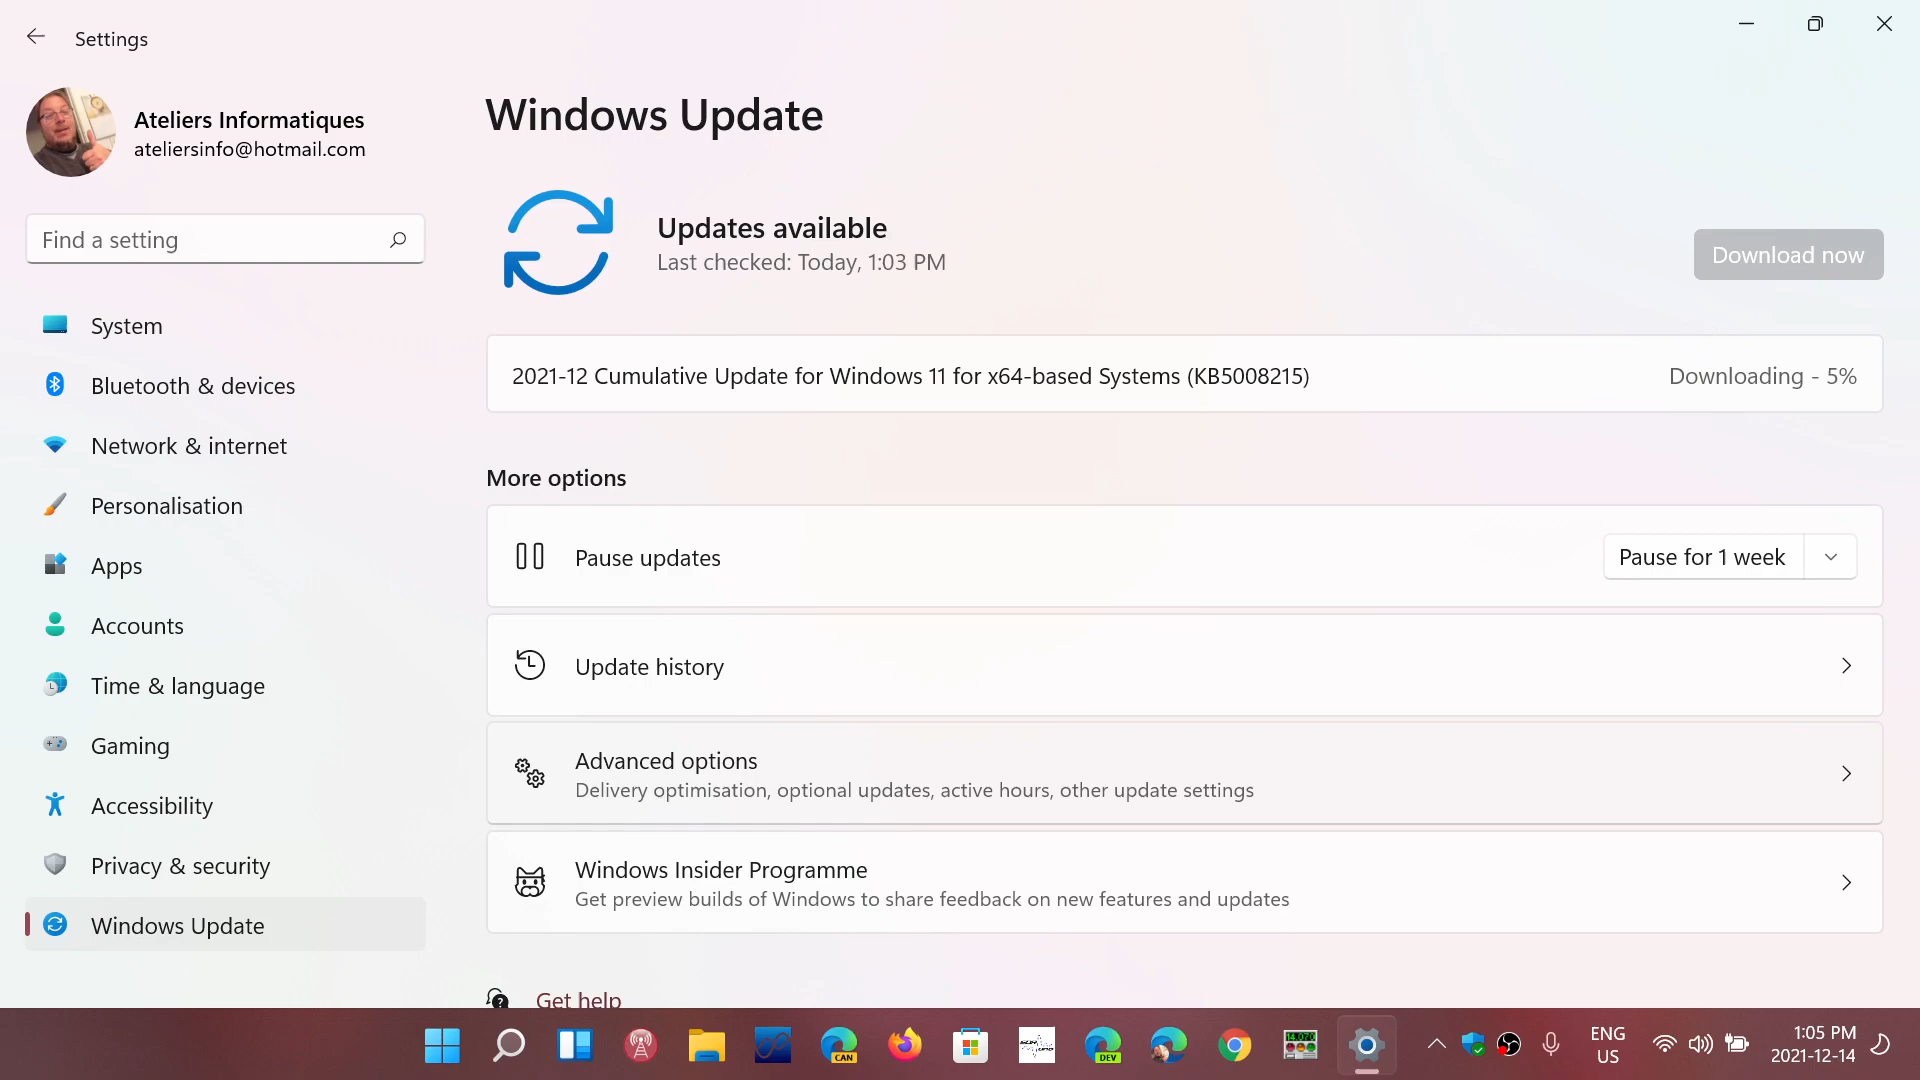 Settings
Ateliers Informatiques
ateliersinfo@hotmail.com
Find a setting
System
Bluetooth & devices
Network & internet
Personalisation
Apps
Accounts
Time & language
Gaming
Accessibility
Privacy & security
Windows Update
Windows Update
Updates available
Last checked: Today, 1:03 PM
Download now
2021-12 Cumulative Update for Windows 11 for x64-based Systems (KB5008215)
Downloading - 5%
More options
Pause updates
Pause for 1 week
Update history
Advanced options
Delivery optimisation, optional updates, active hours, other update settings
Windows Insider Programme
Get preview builds of Windows to share feedback on new features and updates
Get help
CAN
DEV
14.070
ENG
US
1:05 PM
2021-12-14